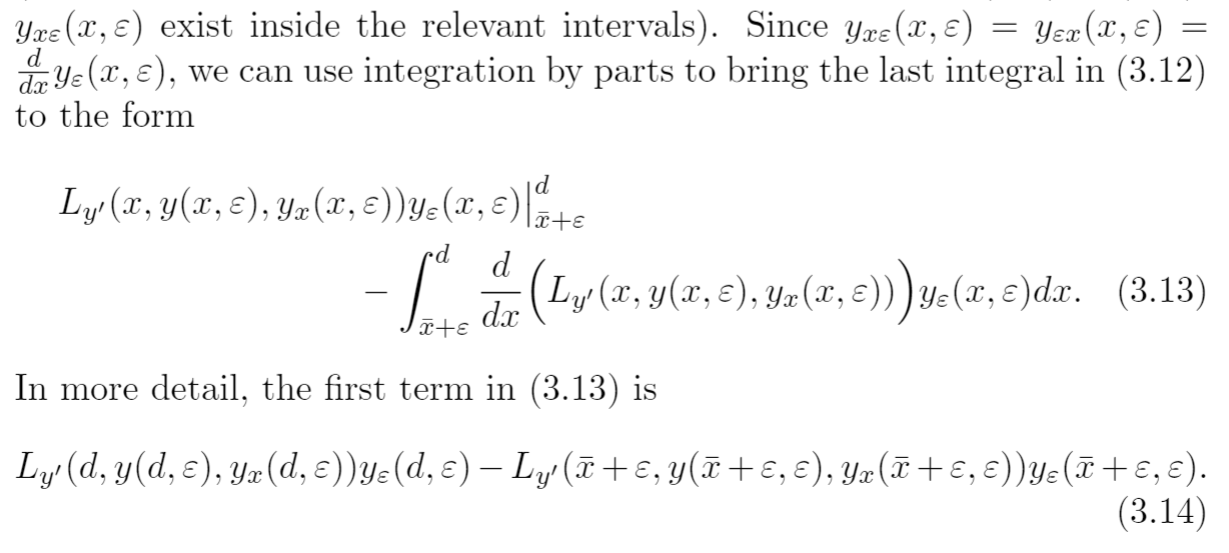 $y_{x\varepsilon}(x, \varepsilon)$ exist inside the relevant intervals). Since $y_{x\varepsilon}(x, \varepsilon) = y_{\varepsilon x}(x, \varepsilon) =$
$\frac{d}{dx} y_{\varepsilon}(x, \varepsilon)$, we can use integration by parts to bring the last integral in (3.12)
to the form
$L_{y'}(x, y(x, \varepsilon), y_x(x, \varepsilon)) y_{\varepsilon}(x, \varepsilon) \big|_{\bar{x}+\varepsilon}^{d}$
$- \int_{\bar{x}+\varepsilon}^{d} \frac{d}{dx} \Big( L_{y'}(x, y(x, \varepsilon), y_x(x, \varepsilon)) \Big) y_{\varepsilon}(x, \varepsilon) dx.$ (3.13)
In more detail, the first term in (3.13) is
$L_{y'}(d, y(d, \varepsilon), y_x(d, \varepsilon)) y_{\varepsilon}(d, \varepsilon) - L_{y'}(\bar{x}+\varepsilon, y(\bar{x}+\varepsilon, \varepsilon), y_x(\bar{x}+\varepsilon, \varepsilon)) y_{\varepsilon}(\bar{x}+\varepsilon, \varepsilon).$
(3.14)